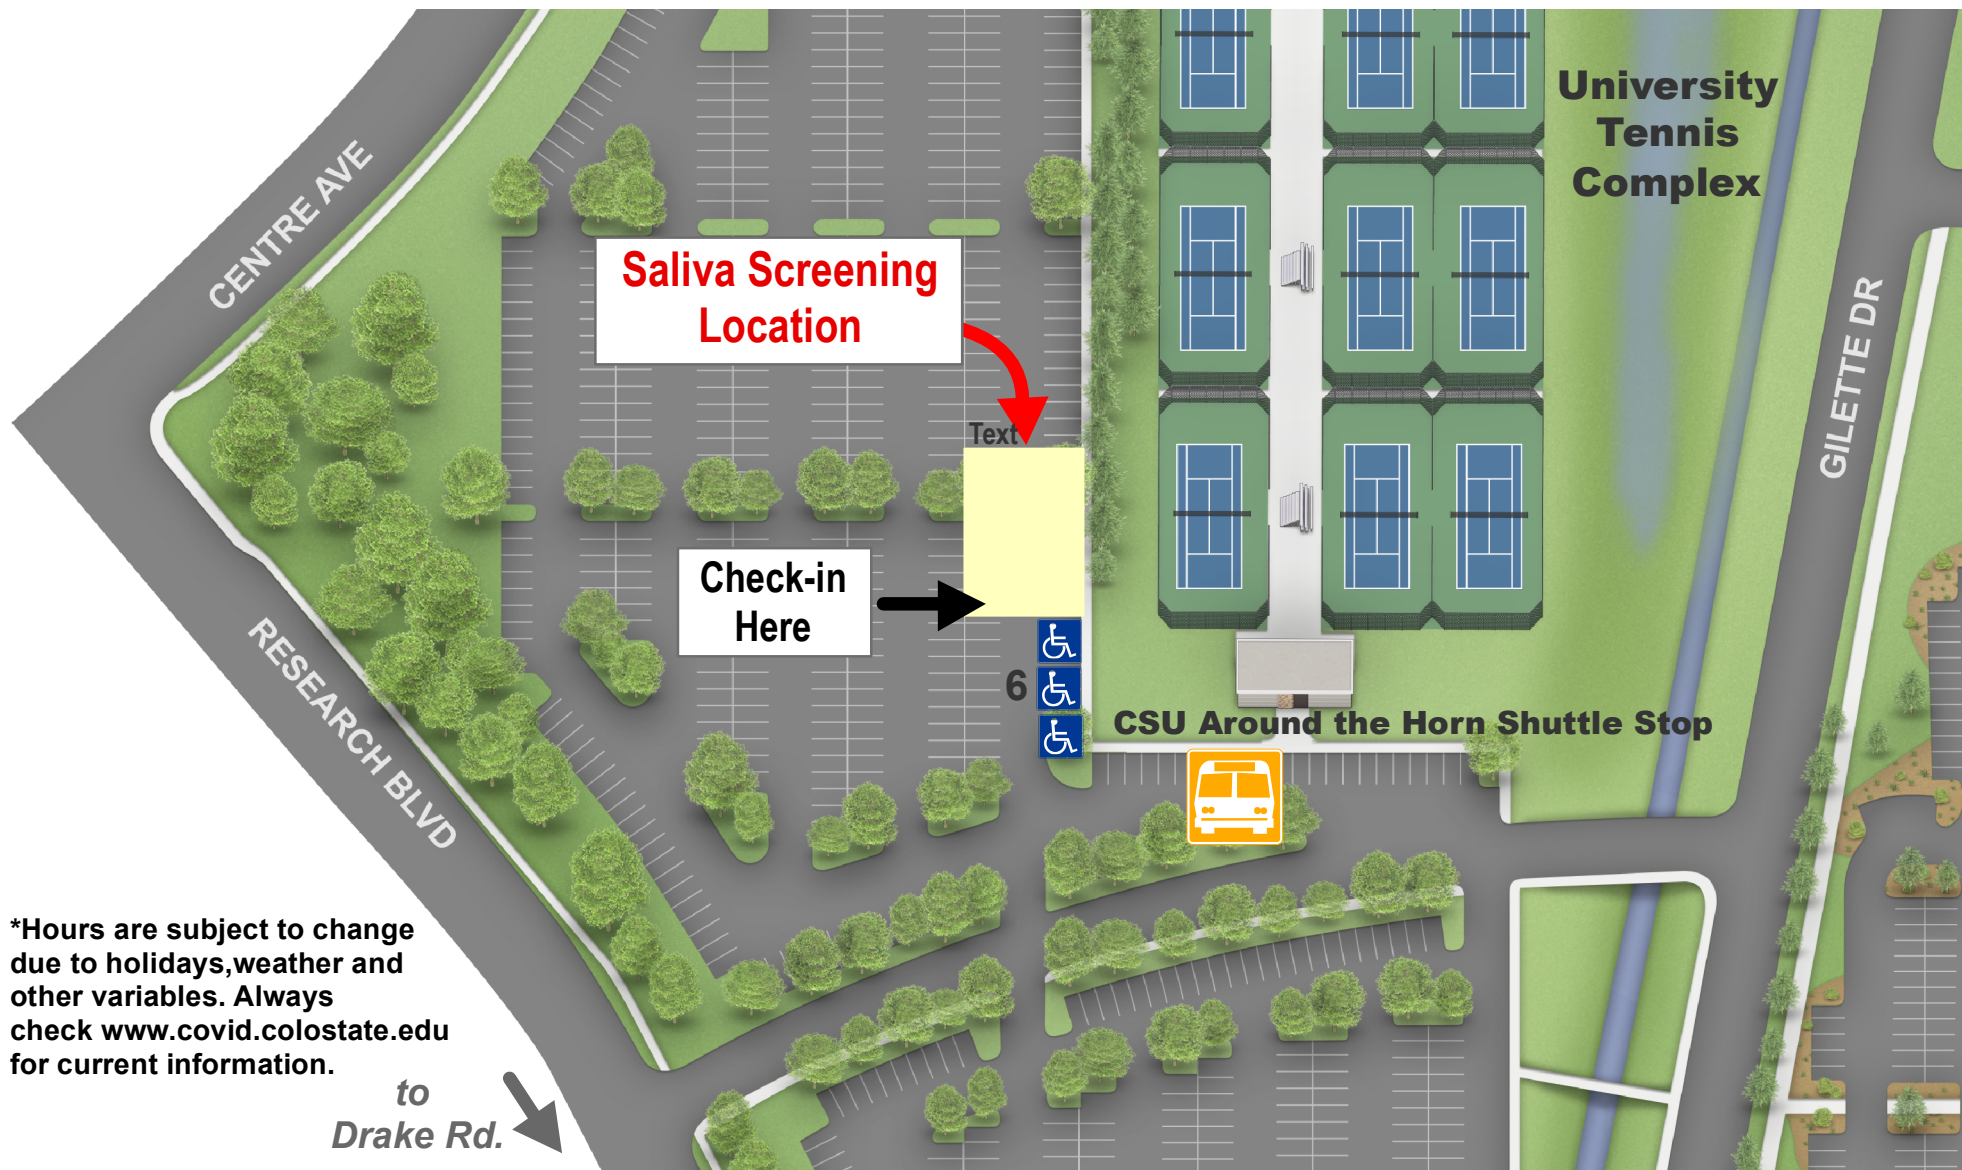 University
Tennis
Complex
CENTRE AVE
Saliva Screening
Location
GILETTE DR
Text
Check-in
Here
6
RESEARCH BLVD
CSU Around the Horn Shuttle Stop
*Hours are subject to change
due to holidays,weather and
other variables. Always
check www.covid.colostate.edu
for current information.
to
Drake Rd.